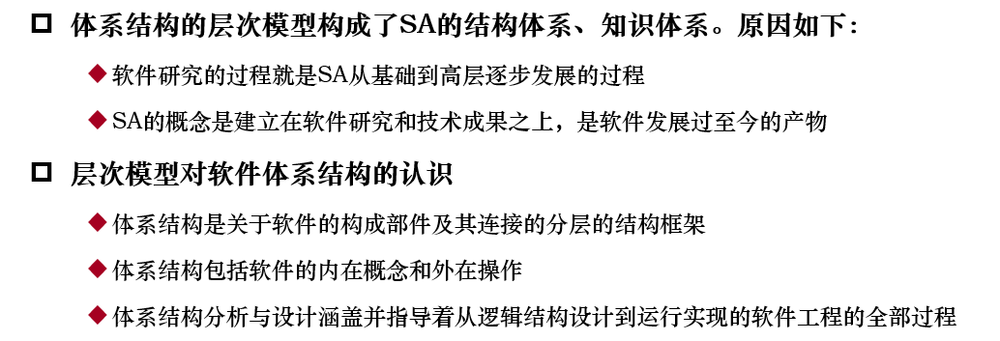 体系结构的层次模型构成了SA的结构体系、知识体系。原因如下：
软件研究的过程就是SA从基础到高层逐步发展的过程
SA的概念是建立在软件研究和技术成果之上，是软件发展过至今的产物
层次模型对软件体系结构的认识
体系结构是关于软件的构成部件及其连接的分层的结构框架
体系结构包括软件的内在概念和外在操作
体系结构分析与设计涵盖并指导着从逻辑结构设计到运行实现的软件工程的全部过程